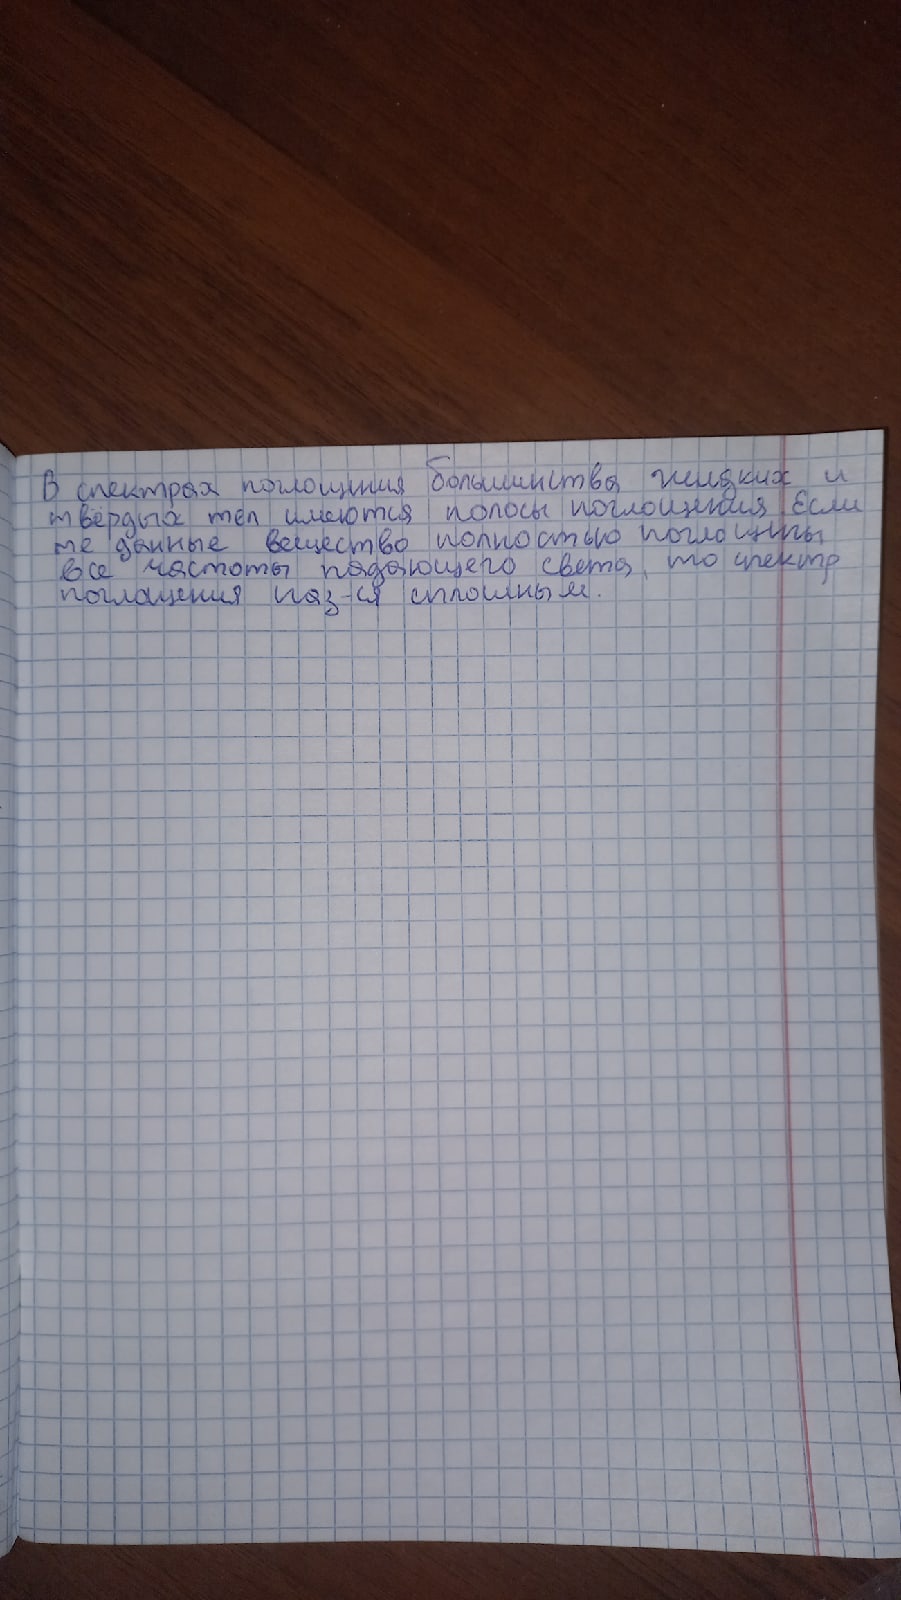 В спектрах поглощения большинства жидких и
твёрдых тел имеются полосы поглощения Если
же данные вещество полностью поглощены
все частоты падающего света, то спектр
поглощения наз-ся сплошным.